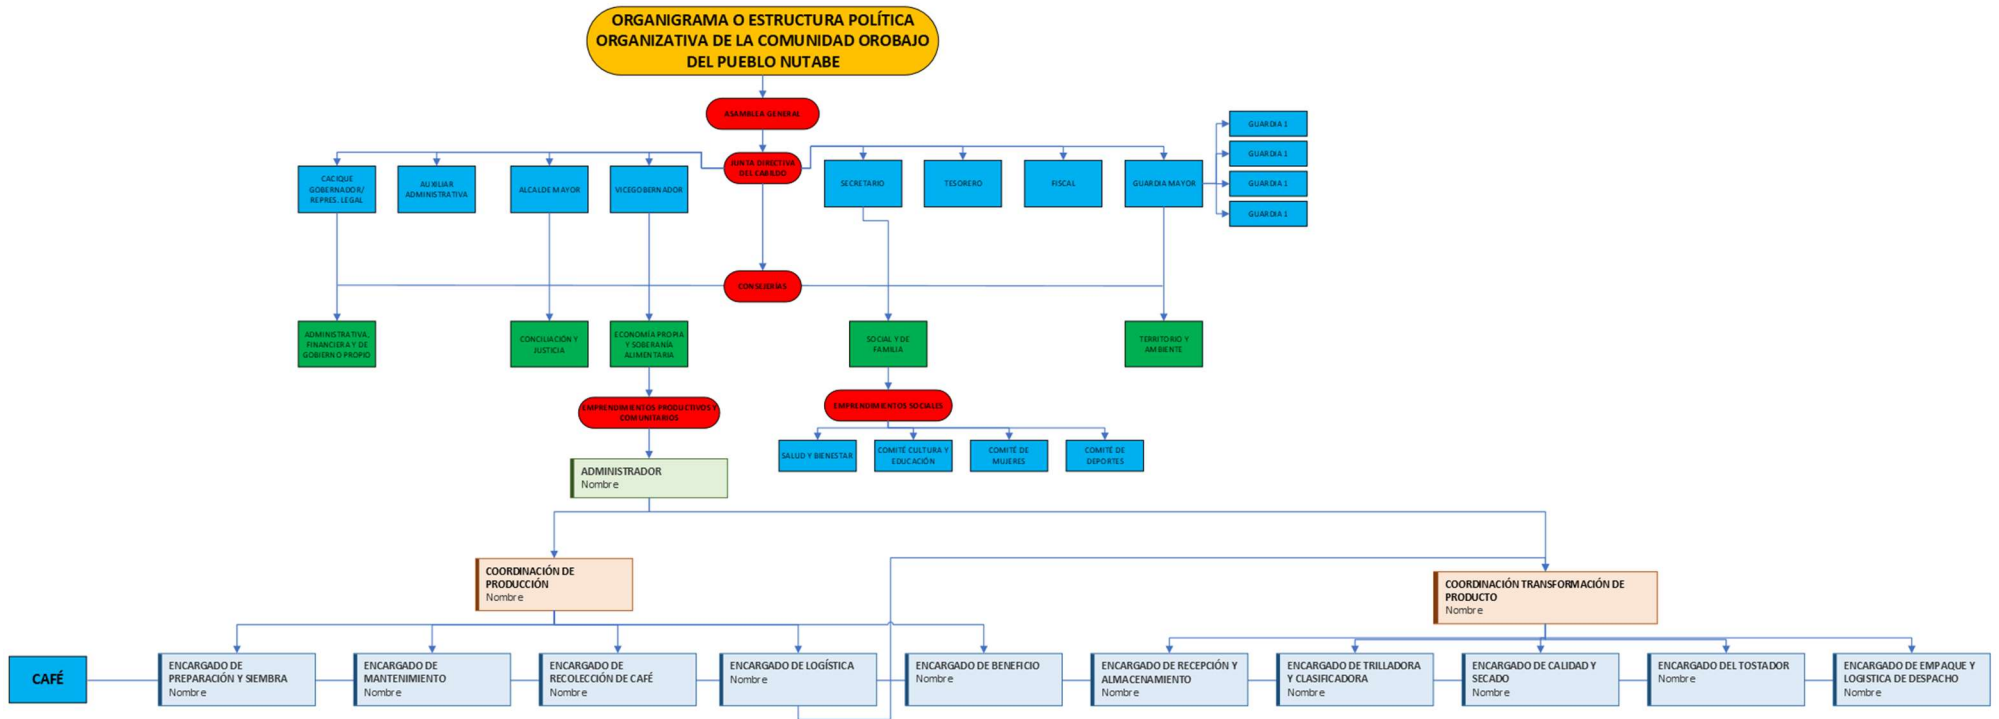 ORGANIGRAMA O ESTRUCTURA POLÍTICA
ORGANIZATIVA DE LA COMUNIDAD OROBAJO
DEL PUEBLO NUTABE
ASAMBLEA GENERAL
JUNTA DIRECTIVA
DEL CABILDO
CACIQUE
GOBERNADOR/
REPRES. LEGAL
AUXILIAR
ADMINISTRATIVA
ALCALDE MAYOR
VICEGOBERNADOR
SECRETARIO
TESORERO
FISCAL
GUARDIA MAYOR
GUARDIA 1
GUARDIA 1
GUARDIA 1
GUARDIA 1
CONSEJERÍAS
ADMINISTRATIVA,
FINANCIERA Y DE
GOBIERNO PROPIO
CONCILIACIÓN Y
JUSTICIA
ECONOMÍA PROPIA
Y SOBERANÍA
ALIMENTARIA
SOCIAL Y DE
FAMILIA
TERRITORIO Y
AMBIENTE
EMPRENDIMIENTOS PRODUCTIVOS Y
COMUNITARIOS
EMPRENDIMIENTOS SOCIALES
SALUD Y BIENESTAR
COMITÉ CULTURA Y
EDUCACIÓN
COMITÉ DE
MUJERES
COMITÉ DE
DEPORTES
ADMINISTRADOR
Nombre
COORDINACIÓN DE
PRODUCCIÓN
Nombre
COORDINACIÓN TRANSFORMACIÓN DE
PRODUCTO
Nombre
CAFÉ
ENCARGADO DE
PREPARACIÓN Y SIEMBRA
Nombre
ENCARGADO DE
MANTENIMIENTO
Nombre
ENCARGADO DE
RECOLECCIÓN DE CAFÉ
Nombre
ENCARGADO DE LOGÍSTICA
Nombre
ENCARGADO DE BENEFICIO
Nombre
ENCARGADO DE RECEPCIÓN Y
ALMACENAMIENTO
Nombre
ENCARGADO DE TRILLADORA
Y CLASIFICADORA
Nombre
ENCARGADO DE CALIDAD Y
SECADO
Nombre
ENCARGADO DEL TOSTADOR
Nombre
ENCARGADO DE EMPAQUE Y
LOGISTICA DE DESPACHO
Nombre